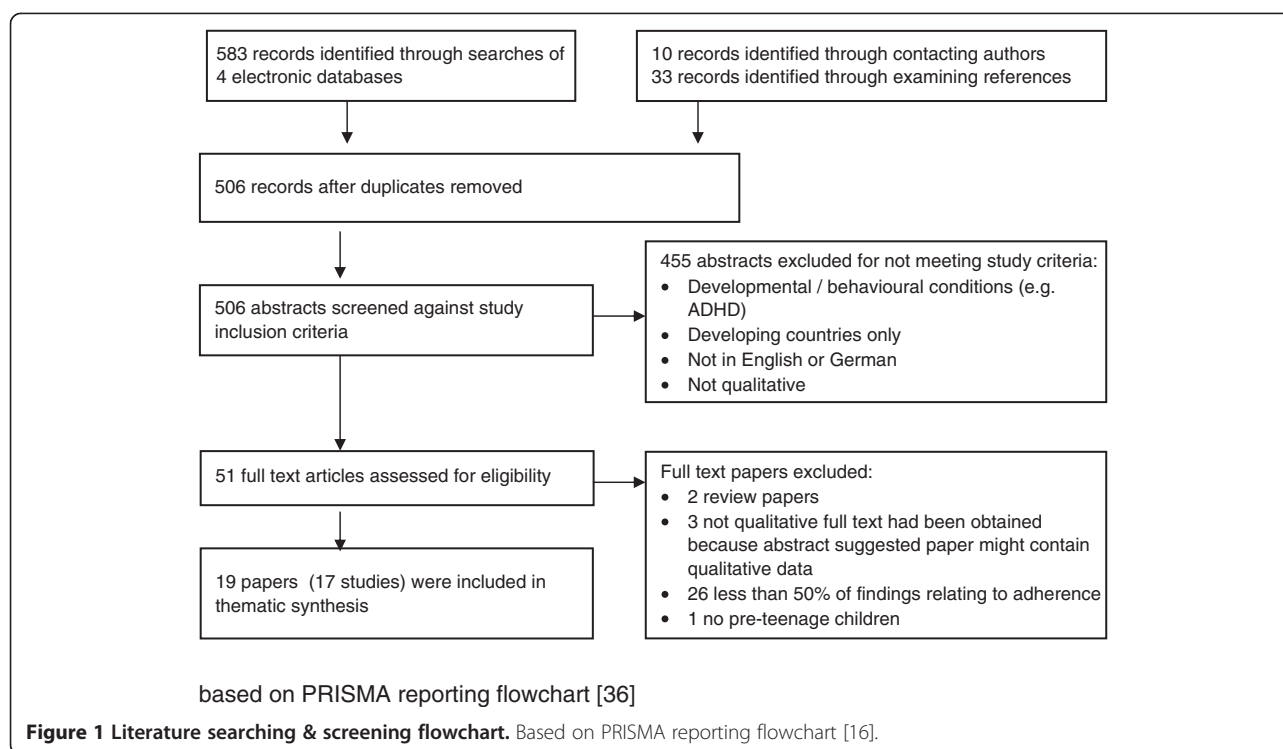 583 records identified through searches of
4 electronic databases
10 records identified through contacting authors
33 records identified through examining references
506 records after duplicates removed
506 abstracts screened against study
inclusion criteria
455 abstracts excluded for not meeting study criteria:
• Developmental / behavioural conditions (e.g.
ADHD)
• Developing countries only
• Not in English or German
• Not qualitative
51 full text articles assessed for eligibility
Full text papers excluded:
• 2 review papers
• 3 not qualitative full text had been obtained
because abstract suggested paper might contain
qualitative data
• 26 less than 50% of findings relating to adherence
• 1 no pre-teenage children
19 papers (17 studies) were included in
thematic synthesis
based on PRISMA reporting flowchart [36]
Figure 1 Literature searching & screening flowchart. Based on PRISMA reporting flowchart [16].